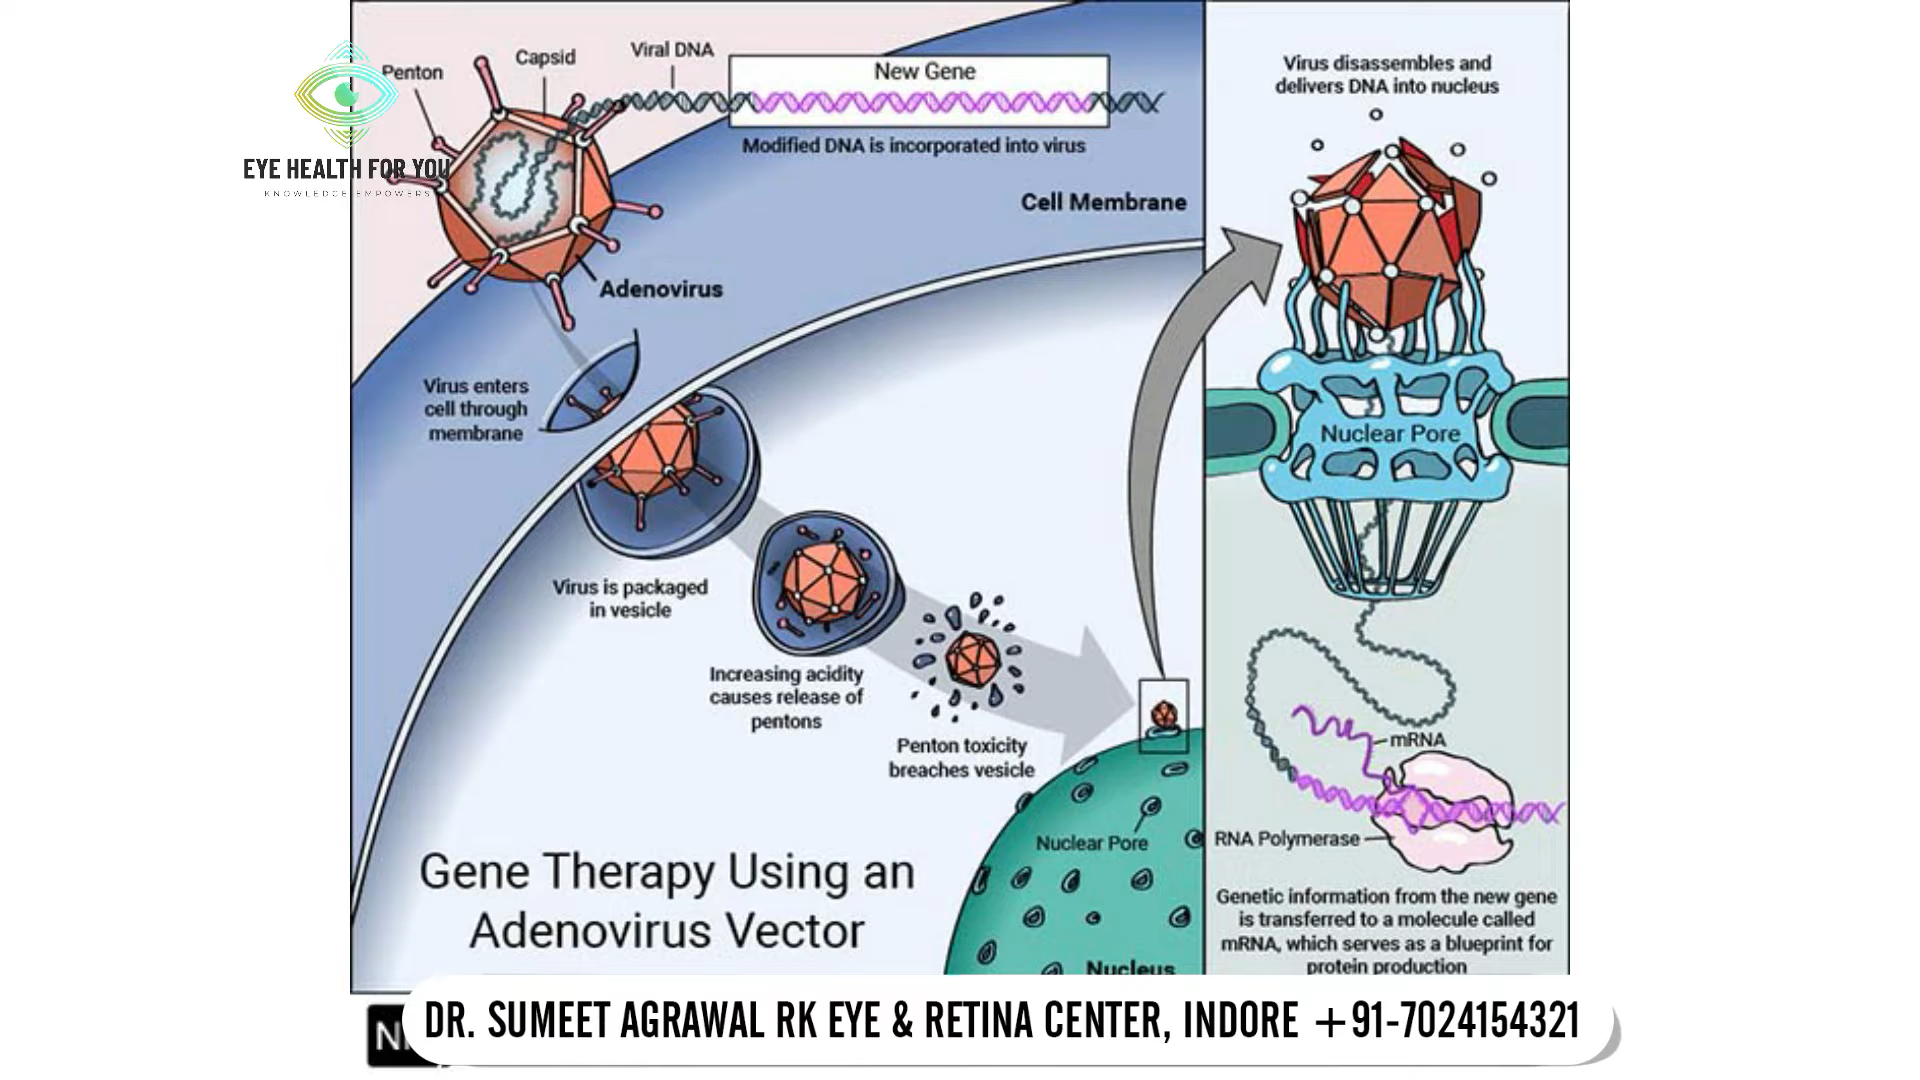 Penton
Capsid
Viral DNA
New Gene
Modified DNA is incorporated into virus
Cell Membrane
EYE HEALTH FOR YOU
KNOWLEDGE EMPOWERS
Adenovirus
Virus enters
cell through
membrane
Virus is packaged
in vesicle
Increasing acidity
causes release of
pentons
Penton toxicity
breaches vesicle
Nuclear Pore
Nucleus
Gene Therapy Using an
Adenovirus Vector
Virus disassembles and
delivers DNA into nucleus
Nuclear Pore
mRNA
RNA Polymerase
Genetic information from the new gene
is transferred to a molecule called
mRNA, which serves as a blueprint for
protein production
DR. SUMEET AGRAWAL RK EYE & RETINA CENTER, INDORE +91-7024154321